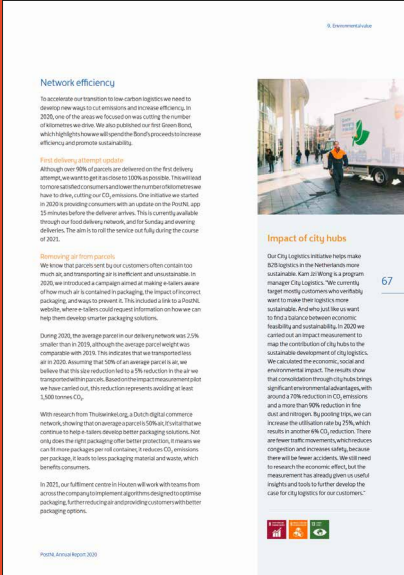 9. Environmental value
Network efficiency
To accelerate our transition to low-carbon logistics we need to
develop new ways to cut emissions and increase efficiency. In
2020, one of the areas we focused on was cutting the number
of kilometres we drive. We also published our first Green Bond,
which highlights how we will spend the Bond's proceeds to increase
efficiency and promote sustainability.
First delivery attempt update
Although over 90% of parcels are delivered on the first delivery
attempt, we want to get it as close to 100% as possible. This will lead
to more satisfied consumers and lower the number of kilometres we
have to drive, cutting our CO₂ emissions. One initiative we started
in 2020 is providing consumers with an update on the PostNL app
15 minutes before the deliverer arrives. This is currently available
through our food delivery network, and for Sunday and evening
deliveries. The aim is to roll the service out fully during the course
of 2021.
Removing air from parcels
We know that parcels sent by our customers often contain too
much air, and transporting air is inefficient and unsustainable. In
2020, we introduced a campaign aimed at making e-tailers aware
of how much air is contained in packaging, the impact of incorrect
packaging, and ways to prevent it. This included a link to a PostNL
website, where e-tailers could request information on how we can
help them develop smarter packaging solutions.
During 2020, the average parcel in our delivery network was 2.5%
smaller than in 2019, although the average parcel weight was
comparable with 2019. This indicates that we transported less
air in 2020. Assuming that 50% of an average parcel is air, we
believe that this size reduction led to a 5% reduction in the air we
transported within parcels. Based on the impact measurement pilot
we have carried out, this reduction represents avoiding at least
1,500 tonnes CO₂.
With research from Thuiswinkel.org, a Dutch digital commerce
network, showing that on average a parcel is 50% air, it's vital that we
continue to help e-tailers develop better packaging solutions. Not
only does the right packaging offer better protection, it means we
can fit more packages per roll container, it reduces CO₂ emissions
per package, it leads to less packaging material and waste, which
benefits consumers.
In 2021, our fulfilment centre in Houten will work with teams from
across the company to implement algorithms designed to optimise
packaging, further reducing air and providing customers with better
packaging options.
Impact of city hubs
Our City Logistics initiative helps make
B2B logistics in the Netherlands more
sustainable. Kam Jzi Wong is a program
manager City Logistics. "We currently
target mostly customers who verifiably
want to make their logistics more
sustainable. And who just like us want
to find a balance between economic
feasibility and sustainability. In 2020 we
carried out an impact measurement to
map the contribution of city hubs to the
sustainable development of city logistics.
We calculated the economic, social and
environmental impact. The results show
that consolidation through city hubs brings
significant environmental advantages, with
around a 70% reduction in CO₂ emissions
and a more than 90% reduction in fine
dust and nitrogen. By pooling trips, we can
increase the utilisation rate by 25%, which
results in another 6% CO₂ reduction. There
are fewer traffic movements, which reduces
congestion and increases safety, because
there will be fewer accidents. We still need
to research the economic effect, but the
measurement has already given us useful
insights and tools to further develop the
case for city logistics for our customers."
67
PostNL Annual Report 2020